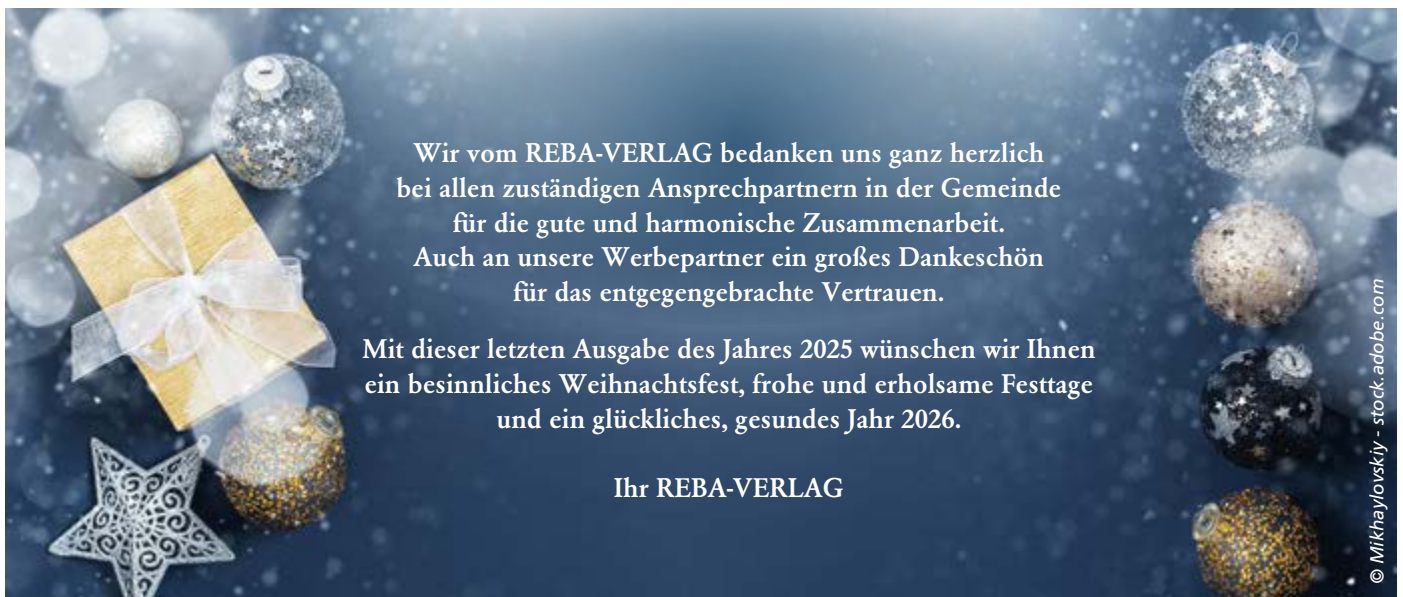 Wir vom REBA-VERLAG bedanken uns ganz herzlich
bei allen zuständigen Ansprechpartnern in der Gemeinde
für die gute und harmonische Zusammenarbeit.
Auch an unsere Werbepartner ein großes Dankeschön
für das entgegengebrachte Vertrauen.
Mit dieser letzten Ausgabe des Jahres 2025 wünschen wir Ihnen
ein besinnliches Weihnachtsfest, frohe und erholsame Festtage
und ein glückliches, gesundes Jahr 2026.
Ihr REBA-VERLAG
© Mikhaylovskiy - stock.adobe.com